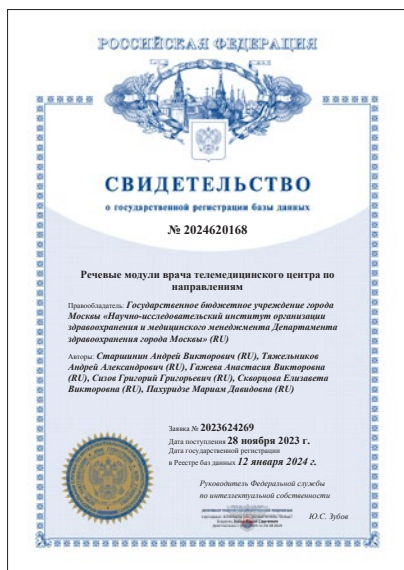 РОССИЙСКАЯ ФЕДЕРАЦИЯ
СВИДЕТЕЛЬСТВО
о государственной регистрации базы данных
№ 2024620168
Речевые модули врача телемедицинского центра по
направлениям
Правообладатель: Государственное бюджетное учреждение города
Москвы «Научно-исследовательский институт организации
здравоохранения и медицинского менеджмента Департамента
здравоохранения города Москвы» (RU)
Авторы: Старшинин Андрей Викторович (RU), Тяжельников
Андрей Александрович (RU), Гажева Анастасия Викторовна
(RU), Сизов Григорий Григорьевич (RU), Скворцова Елизавета
Викторовна (RU), Пахуридзе Мариам Давидовна (RU)
Заявка № 2023624269
Дата поступления 28 ноября 2023 г.
Дата государственной регистрации
в Реестре баз данных 12 января 2024 г.
Руководитель Федеральной службы
по интеллектуальной собственности
Ю.С. Зубов